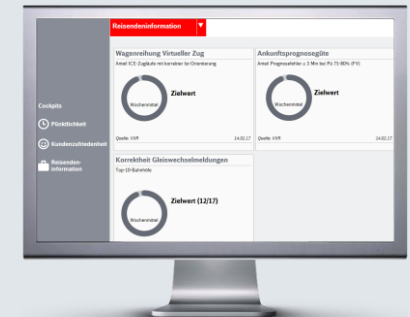 Reisendeninformation
Wagenreihung Virtueller Zug
Anteil ICE-Zugläufe mit korrekter Ist-Orientierung
Zielwert
Wochenmittel
Quelle: VVR
14.02.17
Ankunftsprognosegüte
Anteil Prognosefehler ≤ 3 Min bei Pü 75-80% (FV)
Zielwert
Wochenmittel
Quelle: VVR
14.02.17
Cockpits
Pünktlichkeit
Kundenzufriedenheit
Reisenden-
information
Korrektheit Gleiswechselmeldungen
Top-10-Bahnhöfe
Zielwert (12/17)
Wochenmittel